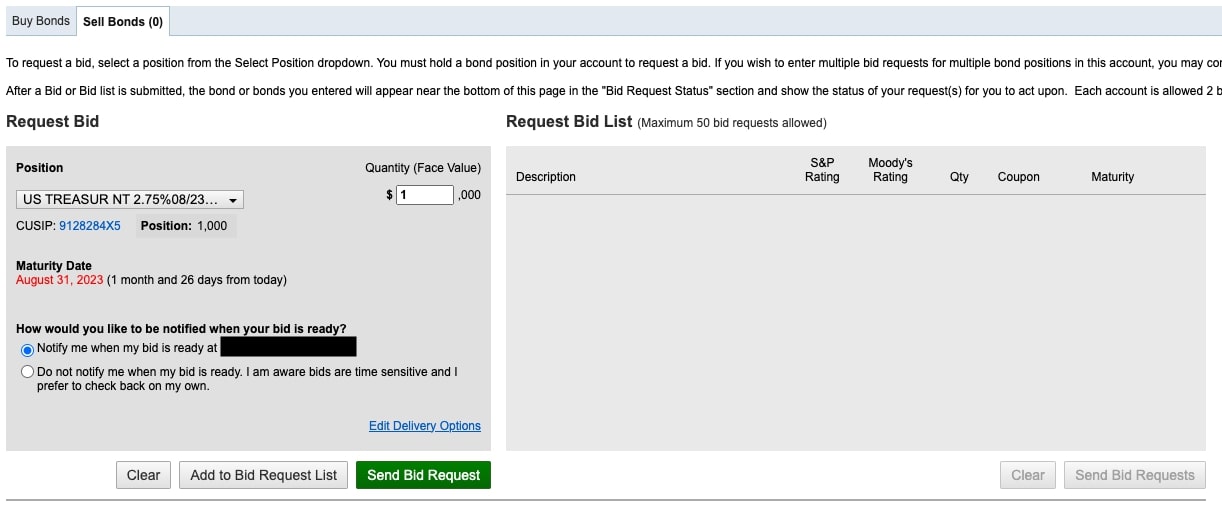 Buy Bonds
Sell Bonds (0)
To request a bid, select a position from the Select Position dropdown. You must hold a bond position in your account to request a bid. If you wish to enter multiple bid requests for multiple bond positions in this account, you may
After a Bid or Bid list is submitted, the bond or bonds you entered will appear near the bottom of this page in the "Bid Request Status" section and show the status of your request(s) for you to act upon. Each account is allowed 2
Request Bid
Request Bid List (Maximum 50 bid requests allowed)
Position
Quantity (Face Value)
US TREASUR NT 2.75%08/23...
$ 1 ,000
CUSIP: 9128284X5 Position: 1,000
Maturity Date
August 31, 2023 (1 month and 26 days from today)
How would you like to be notified when your bid is ready?
Notify me when my bid is ready at
Do not notify me when my bid is ready. I am aware bids are time sensitive and I
prefer to check back on my own.
Edit Delivery Options
Clear
Add to Bid Request List
Send Bid Request
Description
S&P
Rating
Moody's
Rating
Qty
Coupon
Maturity
Clear
Send Bid Requests